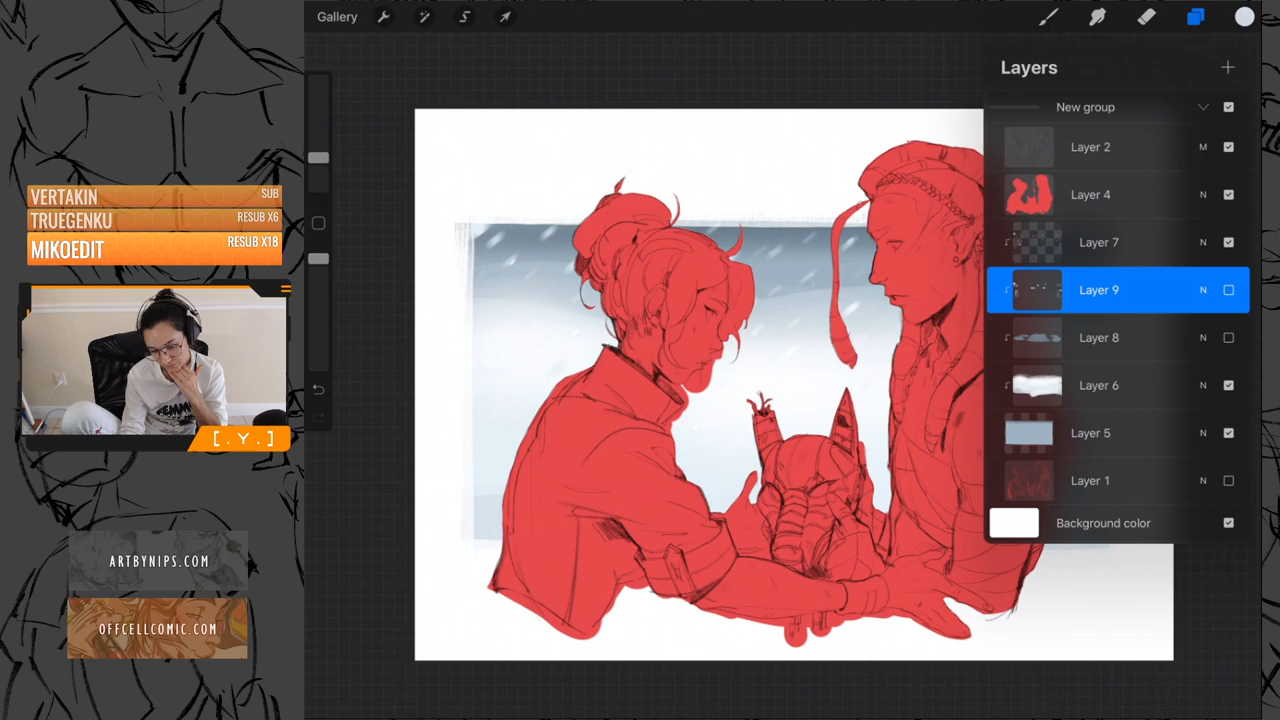 Gallery
Layers
New group
Layer 2 M
Layer 4 N
Layer 7 N
Layer 9 N
Layer 8 N
Layer 6 N
Layer 5 N
Layer 1 N
Background color
VERTAKIN SUB
TRUEGENKU RESUB X6
MIKOEDIT RESUB X18
[.Y.]
ARTBYNIPS.COM
OFFCELLCOMIC.COM